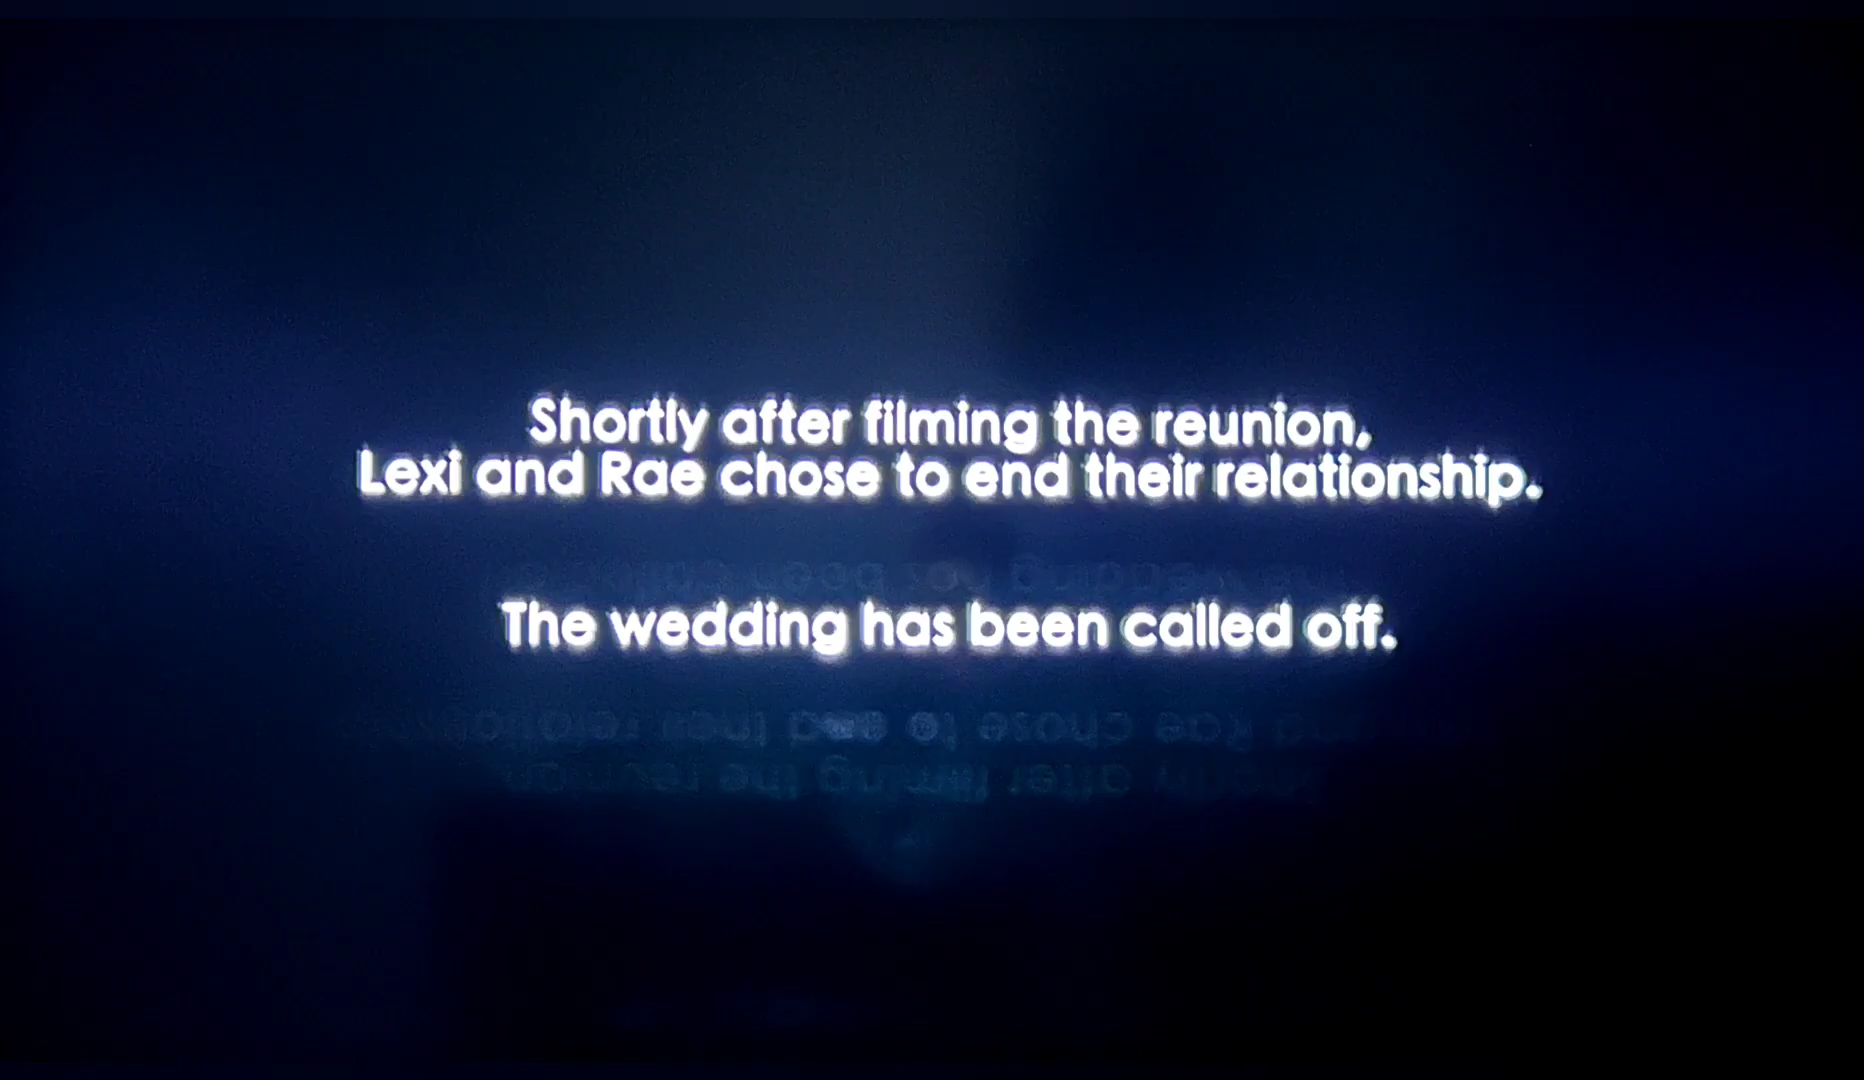 Shortly after filming the reunion,
Lexi and Rae chose to end their relationship.
The wedding has been called off.